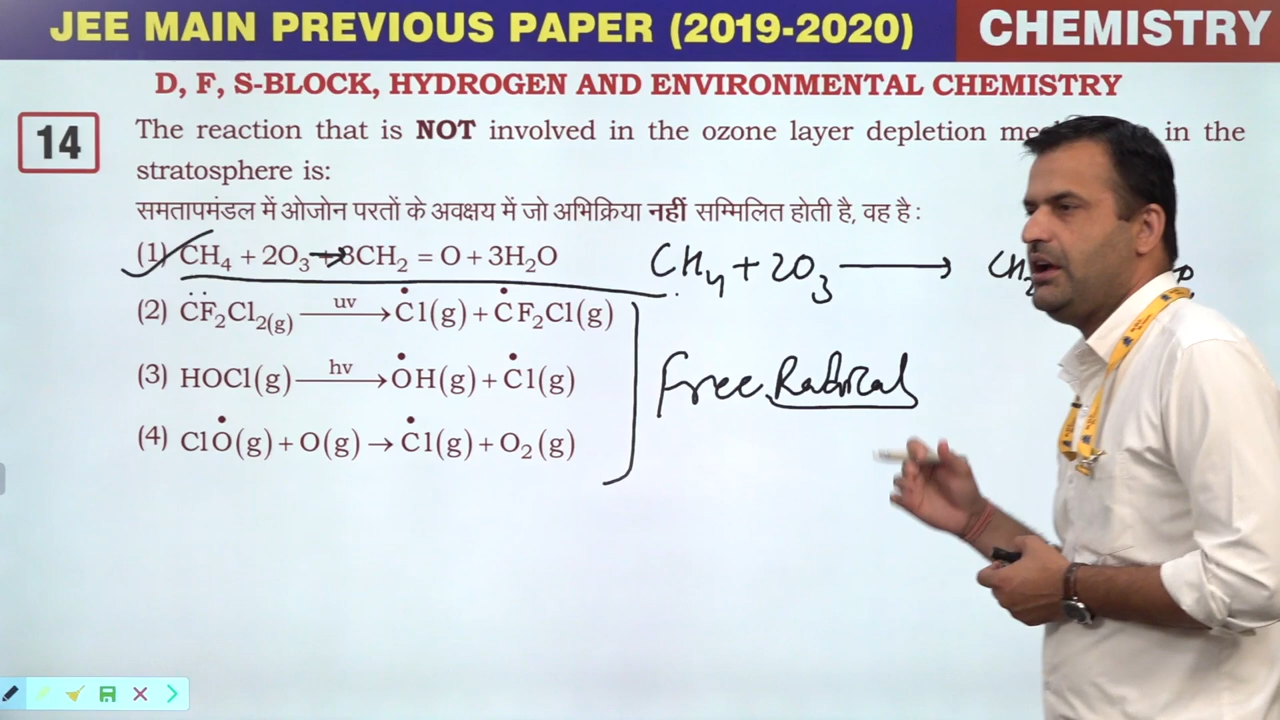 JEE MAIN PREVIOUS PAPER (2019-2020)
CHEMISTRY
D, F, S-BLOCK, HYDROGEN AND ENVIRONMENTAL CHEMISTRY
14
The reaction that is NOT involved in the ozone layer depletion in the
stratosphere is:
समतापमंडल में ओजोन परतों के अवक्षय में जो अभिक्रिया नहीं सम्मिलित होती है, वह है :
(1) CH₄ + 2O₃ → 3CH₂ = O + 3H₂O
CH₄ + 2O₃ ⟶ CH₂
(2) C̈F₂Cl₂(g) —uv→ Ċl(g) + ĊF₂Cl(g)
(3) HOCl(g) —hv→ ȮH(g) + Ċl(g)
Free Radical
(4) ClȮ(g) + O(g) → Ċl(g) + O₂(g)